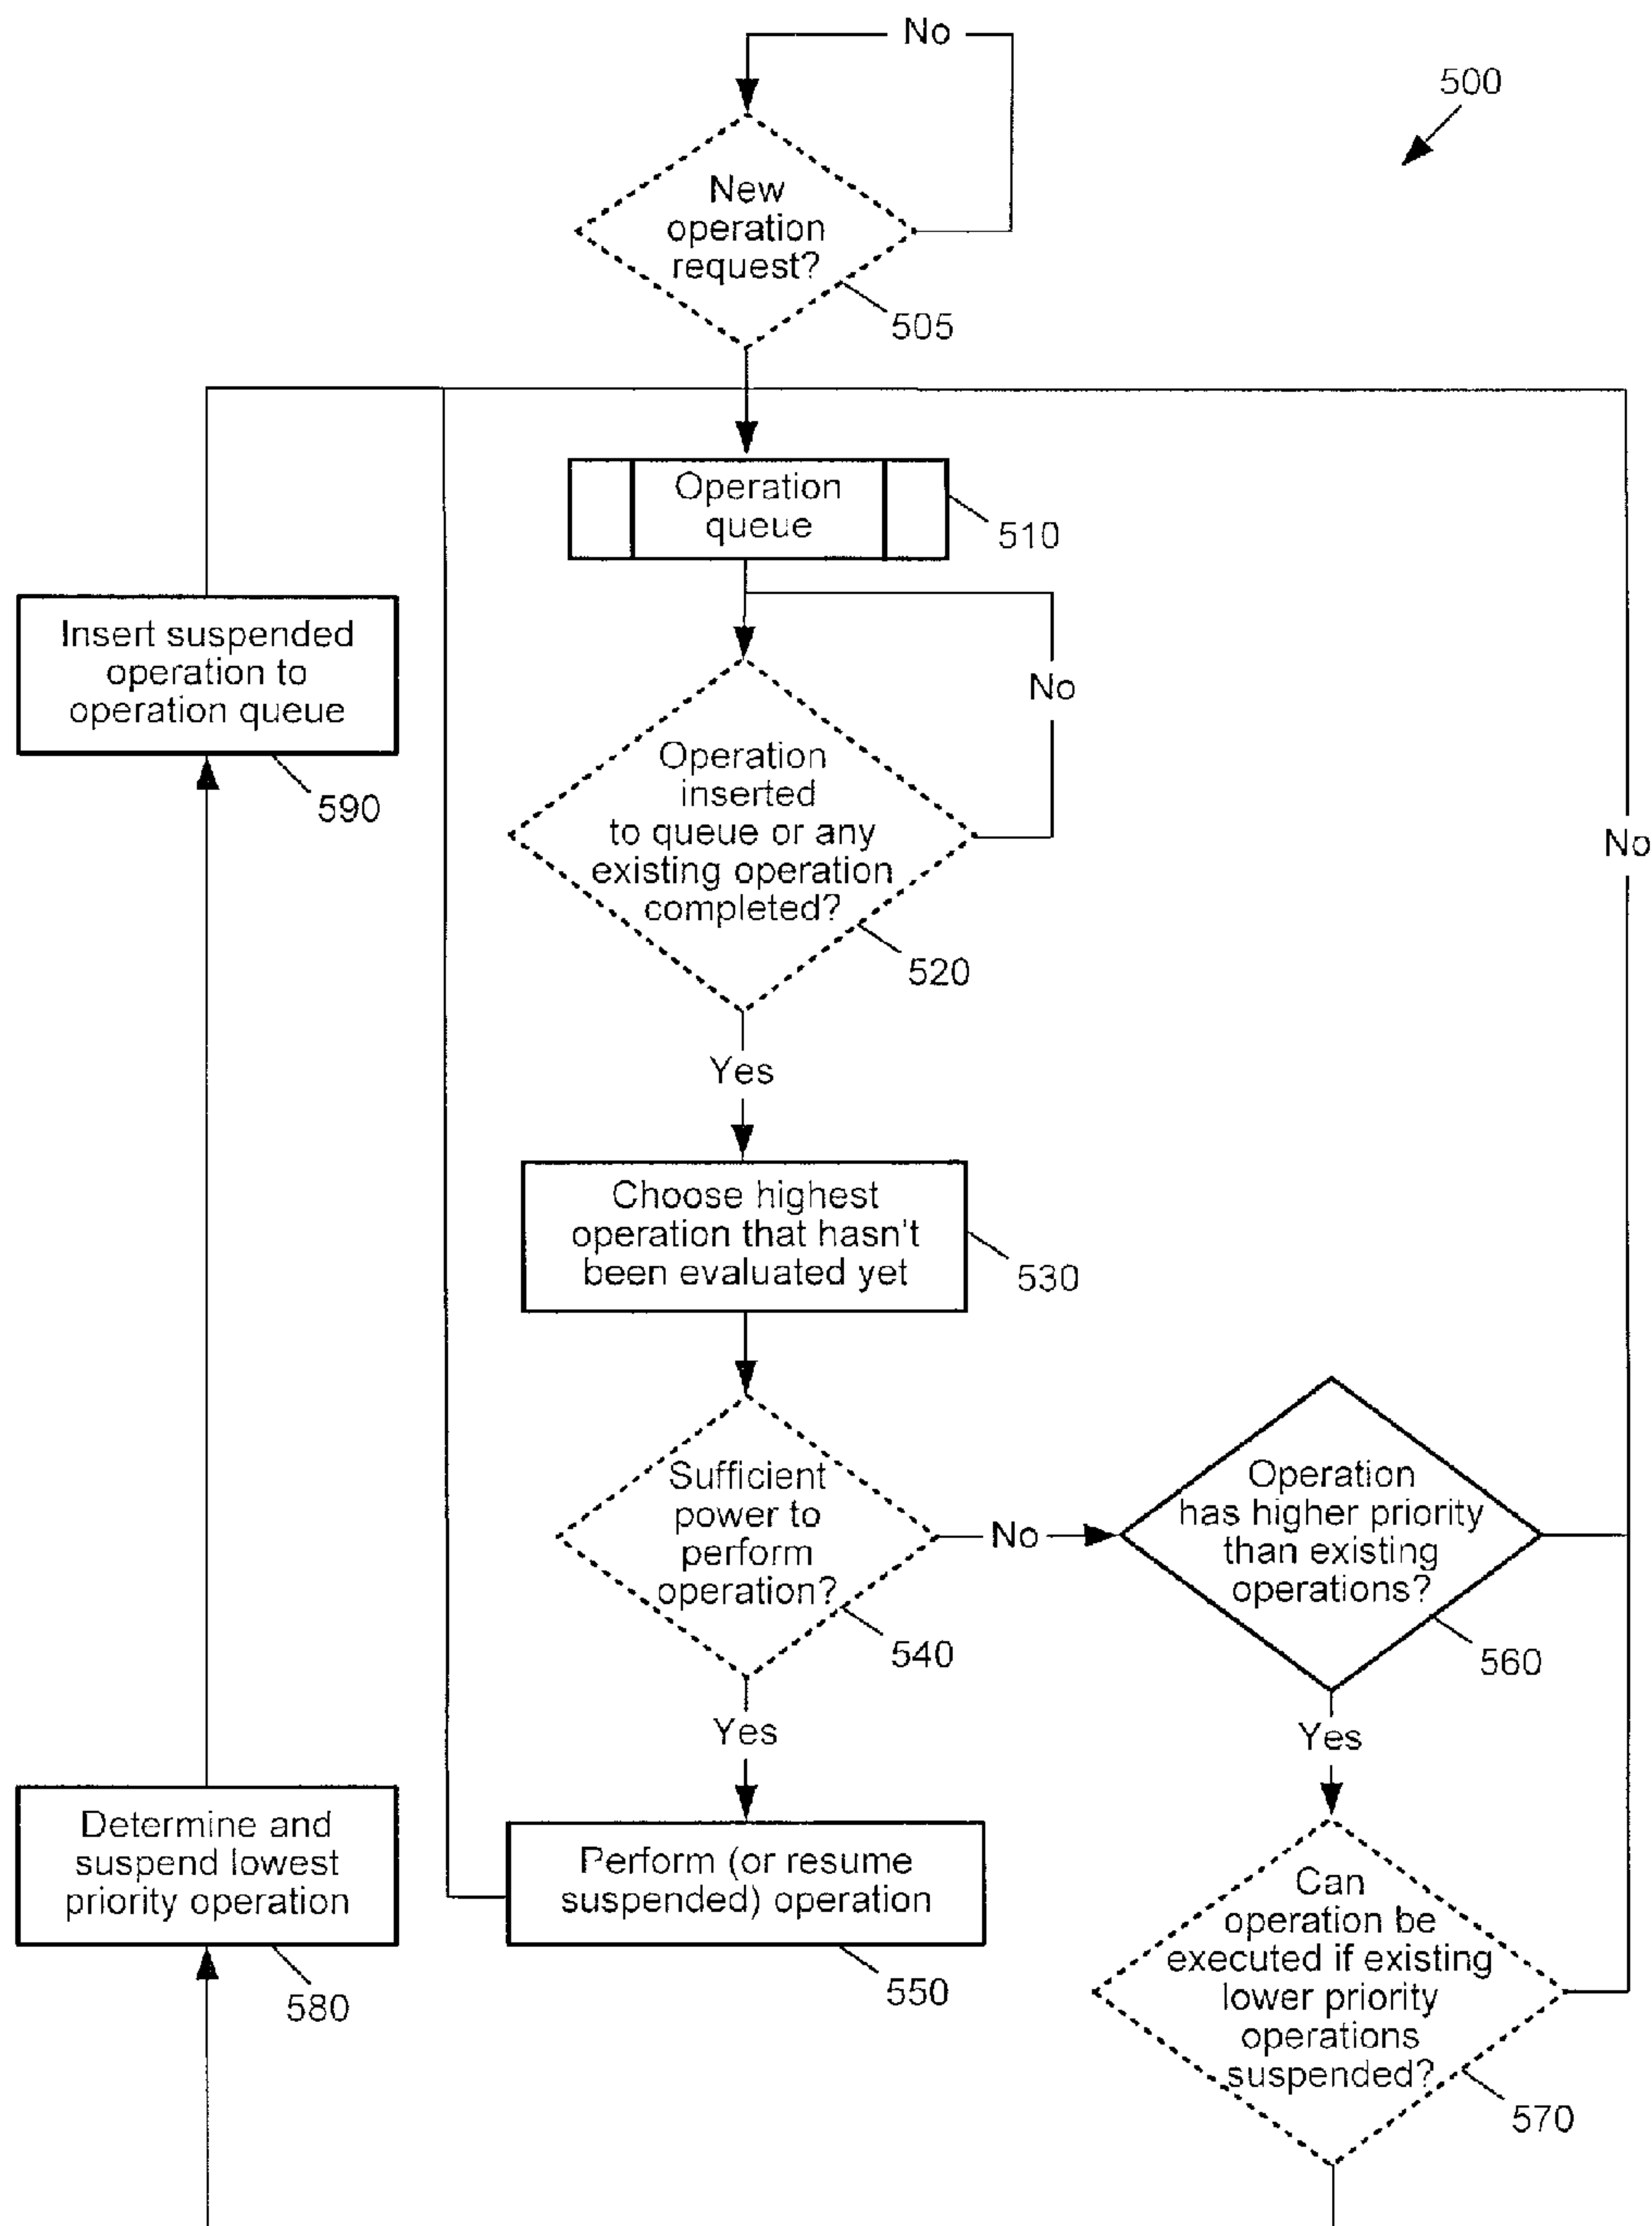 No
500
New
operation
request?
505
Operation
queue
510
Insert suspended
operation to
operation queue
590
No
Operation
inserted
to queue or any
existing operation
completed?
520
No
Yes
Choose highest
operation that hasn't
been evaluated yet
530
Sufficient
power to
perform
operation?
540
No
Operation
has higher priority
than existing
operations?
560
Yes
Yes
Determine and
suspend lowest
priority operation
580
Perform (or resume
suspended) operation
550
Can
operation be
executed if existing
lower priority
operations
suspended?
570